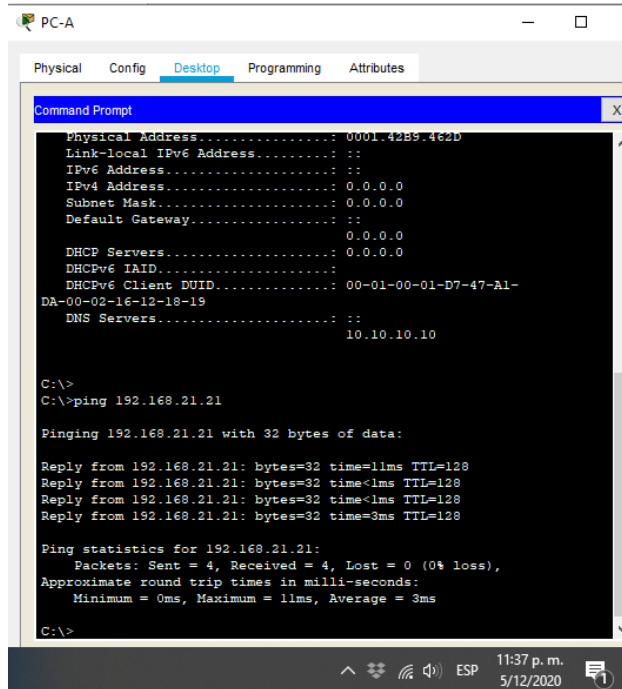 PC-A
Physical Config Desktop Programming Attributes
Command Prompt
X
Physical Address................: 0001.42B9.462D
Link-local IPv6 Address.........: ::
IPv6 Address....................: ::
IPv4 Address....................: 0.0.0.0
Subnet Mask.....................: 0.0.0.0
Default Gateway.................: ::
0.0.0.0
DHCP Servers....................: 0.0.0.0
DHCPv6 IAID.....................:
DHCPv6 Client DUID..............: 00-01-00-01-D7-47-A1-
DA-00-02-16-12-18-19
DNS Servers.....................: ::
10.10.10.10
C:\>
C:\>ping 192.168.21.21
Pinging 192.168.21.21 with 32 bytes of data:
Reply from 192.168.21.21: bytes=32 time=11ms TTL=128
Reply from 192.168.21.21: bytes=32 time<1ms TTL=128
Reply from 192.168.21.21: bytes=32 time<1ms TTL=128
Reply from 192.168.21.21: bytes=32 time=3ms TTL=128
Ping statistics for 192.168.21.21:
Packets: Sent = 4, Received = 4, Lost = 0 (0% loss),
Approximate round trip times in milli-seconds:
Minimum = 0ms, Maximum = 11ms, Average = 3ms
C:\>
ESP
11:37 p. m.
5/12/2020
1